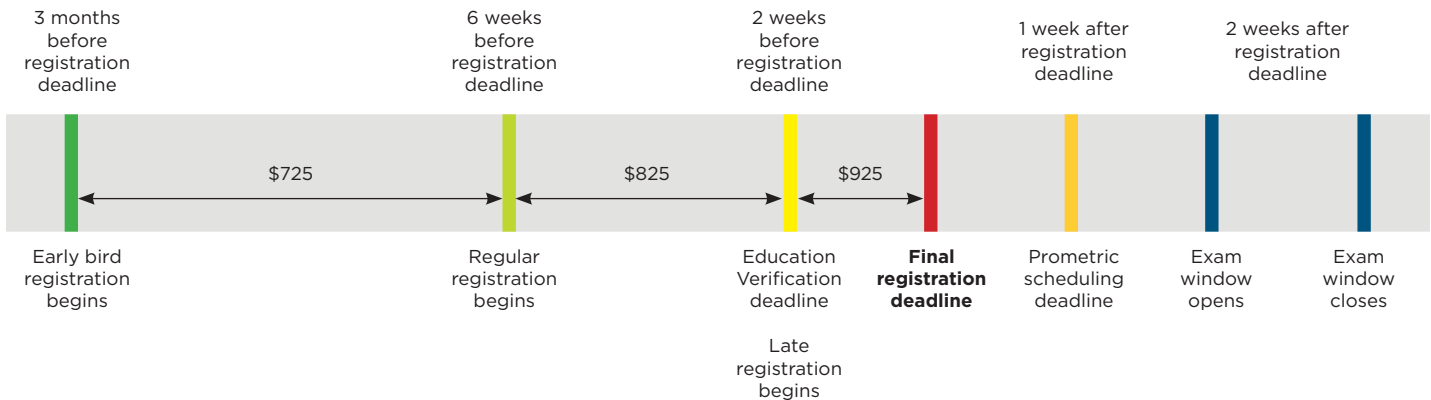 3 months
before
registration
deadline
6 weeks
before
registration
deadline
2 weeks
before
registration
deadline
1 week after
registration
deadline
2 weeks after
registration
deadline
$725
$825
$925
Early bird
registration
begins
Regular
registration
begins
Education
Verification
deadline
Late
registration
begins
Final
registration
deadline
Prometric
scheduling
deadline
Exam
window
opens
Exam
window
closes